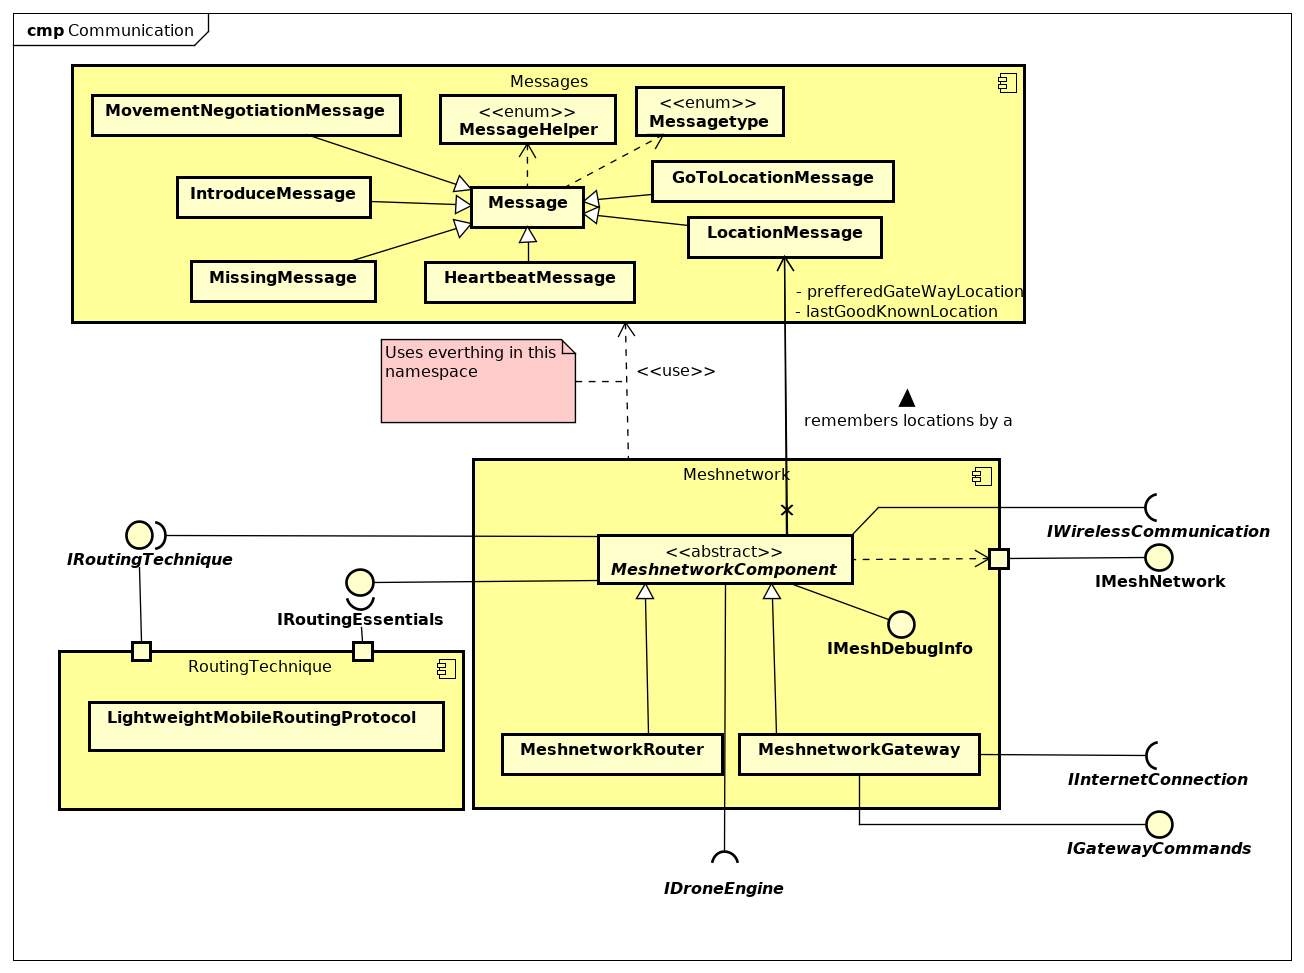 cmp Communication
Messages
MovementNegotiationMessage
<<enum>>
MessageHelper
<<enum>>
Messagetype
IntroduceMessage
Message
GoToLocationMessage
LocationMessage
MissingMessage
HeartbeatMessage
- prefferedGateWayLocation
- lastGoodKnownLocation
Uses everthing in this
namespace
<<use>>
remembers locations by a
Meshnetwork
IRoutingTechnique
<<abstract>>
MeshnetworkComponent
IWirelessCommunication
IMeshNetwork
IRoutingEssentials
IMeshDebugInfo
RoutingTechnique
LightweightMobileRoutingProtocol
MeshnetworkRouter
MeshnetworkGateway
IInternetConnection
IGatewayCommands
IDroneEngine